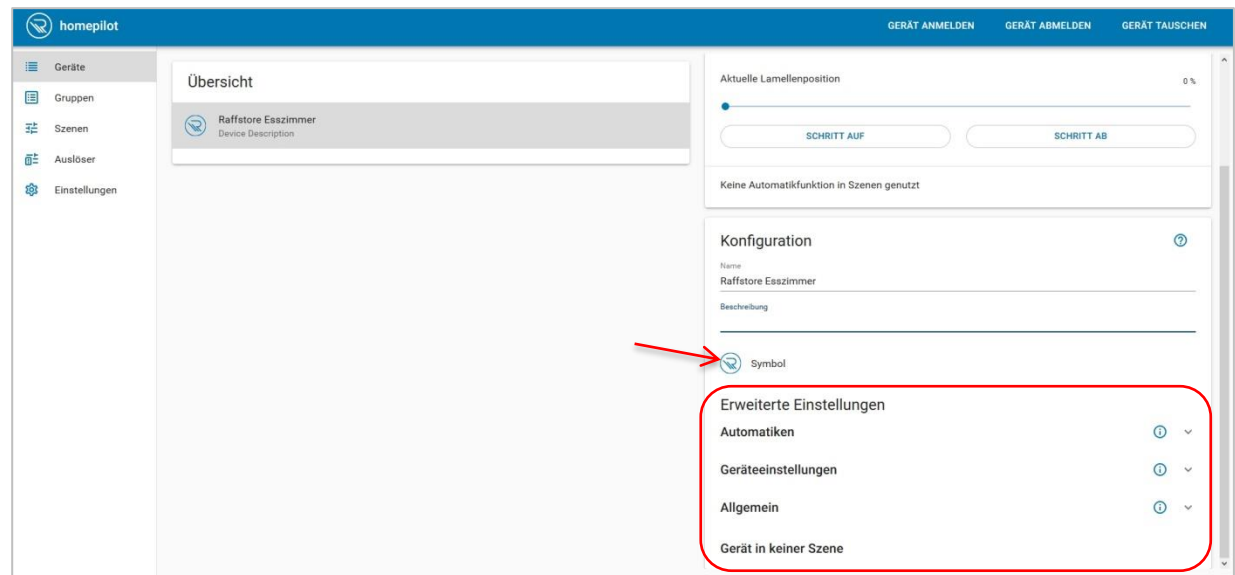 homepilot
GERÄT ANMELDEN GERÄT ABMELDEN GERÄT TAUSCHEN
Geräte
Gruppen
Szenen
Auslöser
Einstellungen
Übersicht
Raffstore Esszimmer
Device Description
Aktuelle Lamellenposition 0 %
SCHRITT AUF SCHRITT AB
Keine Automatikfunktion in Szenen genutzt
Konfiguration
Name
Raffstore Esszimmer
Beschreibung
Symbol
Erweiterte Einstellungen
Automatiken
Geräteeinstellungen
Allgemein
Gerät in keiner Szene